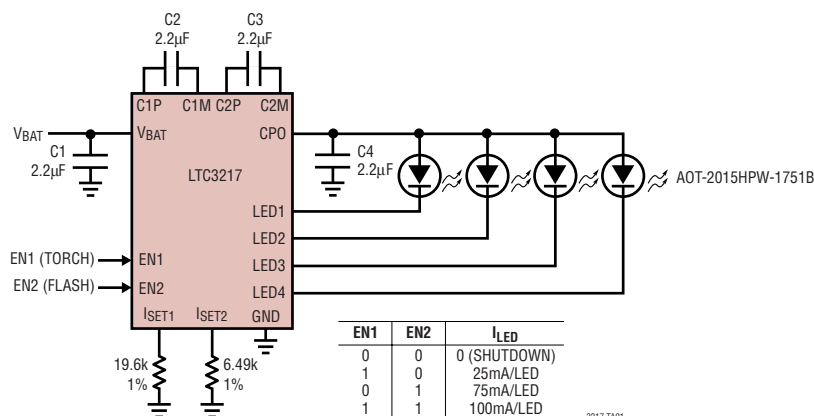 C2
2.2µF
C3
2.2µF
C1P C1M C2P C2M
VBAT
VBAT
CPO
C1
2.2µF
C4
2.2µF
LTC3217
AOT-2015HPW-1751B
LED1
LED2
EN1 (TORCH)
EN1
LED3
EN2 (FLASH)
EN2
LED4
ISET1 ISET2 GND
19.6k
1%
6.49k
1%
EN1 EN2 ILED
0 0 0 (SHUTDOWN)
1 0 25mA/LED
0 1 75mA/LED
1 1 100mA/LED
3217 TA01